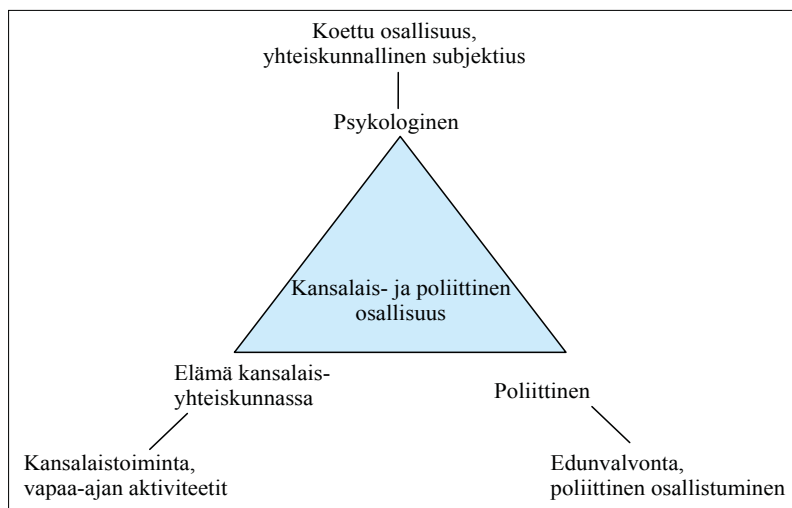 Koettu osallisuus,
yhteiskunnallinen subjektius
Psykologinen
Kansalais- ja poliittinen
osallisuus
Elämä kansalais-
yhteiskunnassa
Poliittinen
Kansalaistoiminta,
vapaa-ajan aktiviteetit
Edunvalvonta,
poliittinen osallistuminen